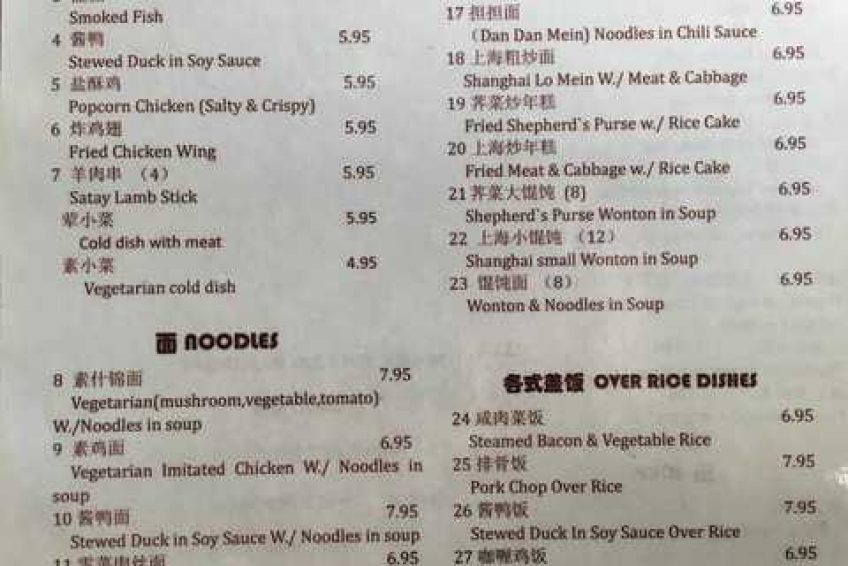 Smoked Fish
4 酱鸭 5.95
Stewed Duck in Soy Sauce
5 盐酥鸡 5.95
Popcorn Chicken (Salty & Crispy)
6 炸鸡翅 5.95
Fried Chicken Wing
7 羊肉串 （4） 5.95
Satay Lamb Stick
荤小菜 5.95
Cold dish with meat
素小菜 4.95
Vegetarian cold dish
面 NOODLES
8 素什锦面 7.95
Vegetarian(mushroom,vegetable,tomato)
W./Noodles in soup
9 素鸡面 6.95
Vegetarian Imitated Chicken W./ Noodles in
soup
10 酱鸭面 7.95
Stewed Duck in Soy Sauce W./ Noodles in soup
11 雪菜肉丝面 6.95
17 担担面 6.95
（Dan Dan Mein) Noodles in Chili Sauce
18 上海粗炒面 6.95
Shanghai Lo Mein W./ Meat & Cabbage
19 荠菜炒年糕 6.95
Fried Shepherd`s Purse w./ Rice Cake
20 上海炒年糕 6.95
Fried Meat & Cabbage w./ Rice Cake
21 荠菜大馄饨 (8) 6.95
Shepherd`s Purse Wonton in Soup
22 上海小馄饨 （12） 6.95
Shanghai small Wonton in Soup
23 馄饨面 （8） 6.95
Wonton & Noodles in Soup
各式盖饭 OVER RICE DISHES
24 咸肉菜饭 6.95
Steamed Bacon & Vegetable Rice
25 排骨饭 7.95
Pork Chop Over Rice
26 酱鸭饭 7.95
Stewed Duck In Soy Sauce Over Rice
27 咖喱鸡饭 6.95